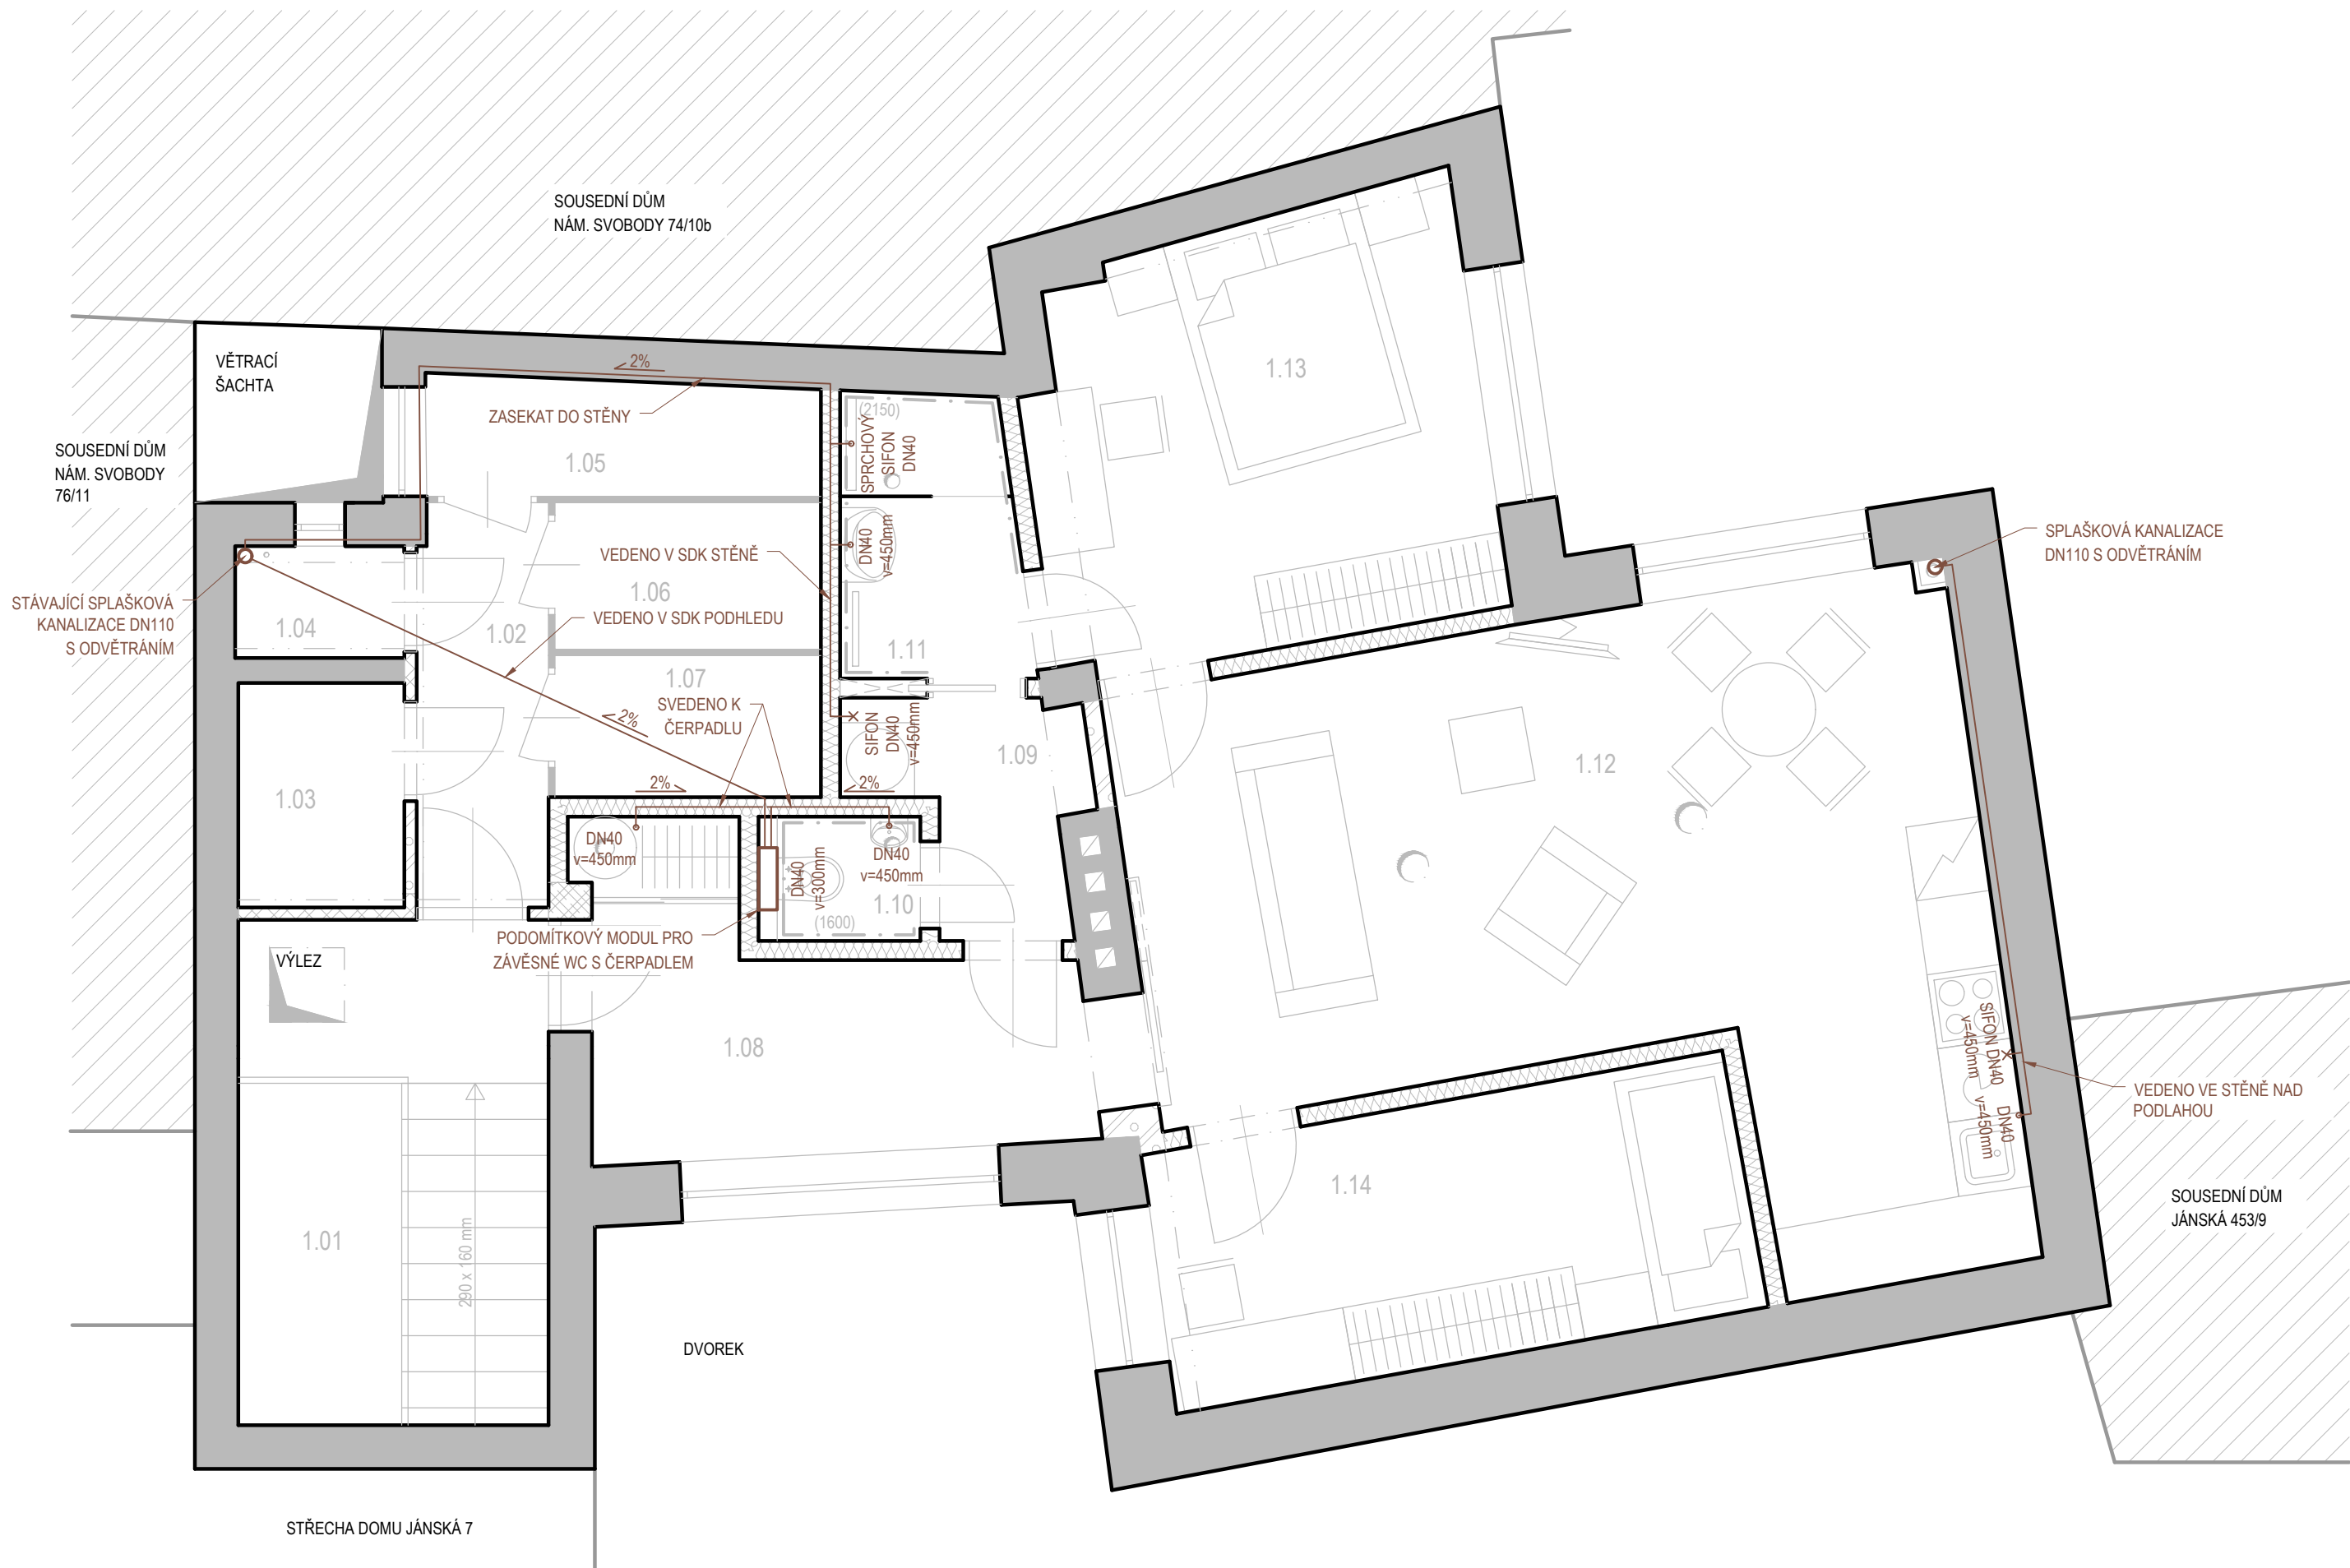 SOUSEDNÍ DŮM
NÁM. SVOBODY 74/10b
VĚTRACÍ
ŠACHTA
SOUSEDNÍ DŮM
NÁM. SVOBODY
76/11
2%
ZASEKAT DO STĚNY
1.05
(2150)
SPRCHOVÝ
SIFON
DN40
1.13
DN40
v=450mm
VEDENO V SDK STĚNĚ
1.06
VEDENO V SDK PODHLEDU
STÁVAJÍCÍ SPLAŠKOVÁ
KANALIZACE DN110
S ODVĚTRÁNÍM
1.04
1.02
1.11
SPLAŠKOVÁ KANALIZACE
DN110 S ODVĚTRÁNÍM
1.07
SVEDENO K
ČERPADLU
2%
SIFON
DN40
v=450mm
1.09
1.12
1.03
2%
2%
DN40
v=450mm
DN40
v=300mm
DN40
v=450mm
1.10
(1600)
PODOMÍTKOVÝ MODUL PRO
ZÁVĚSNÉ WC S ČERPADLEM
VÝLEZ
1.08
SIFON DN40
v=450mm
DN40
v=450mm
VEDENO VE STĚNĚ NAD
PODLAHOU
1.14
SOUSEDNÍ DŮM
JÁNSKÁ 453/9
1.01
290 x 160 mm
DVOREK
STŘECHA DOMU JÁNSKÁ 7